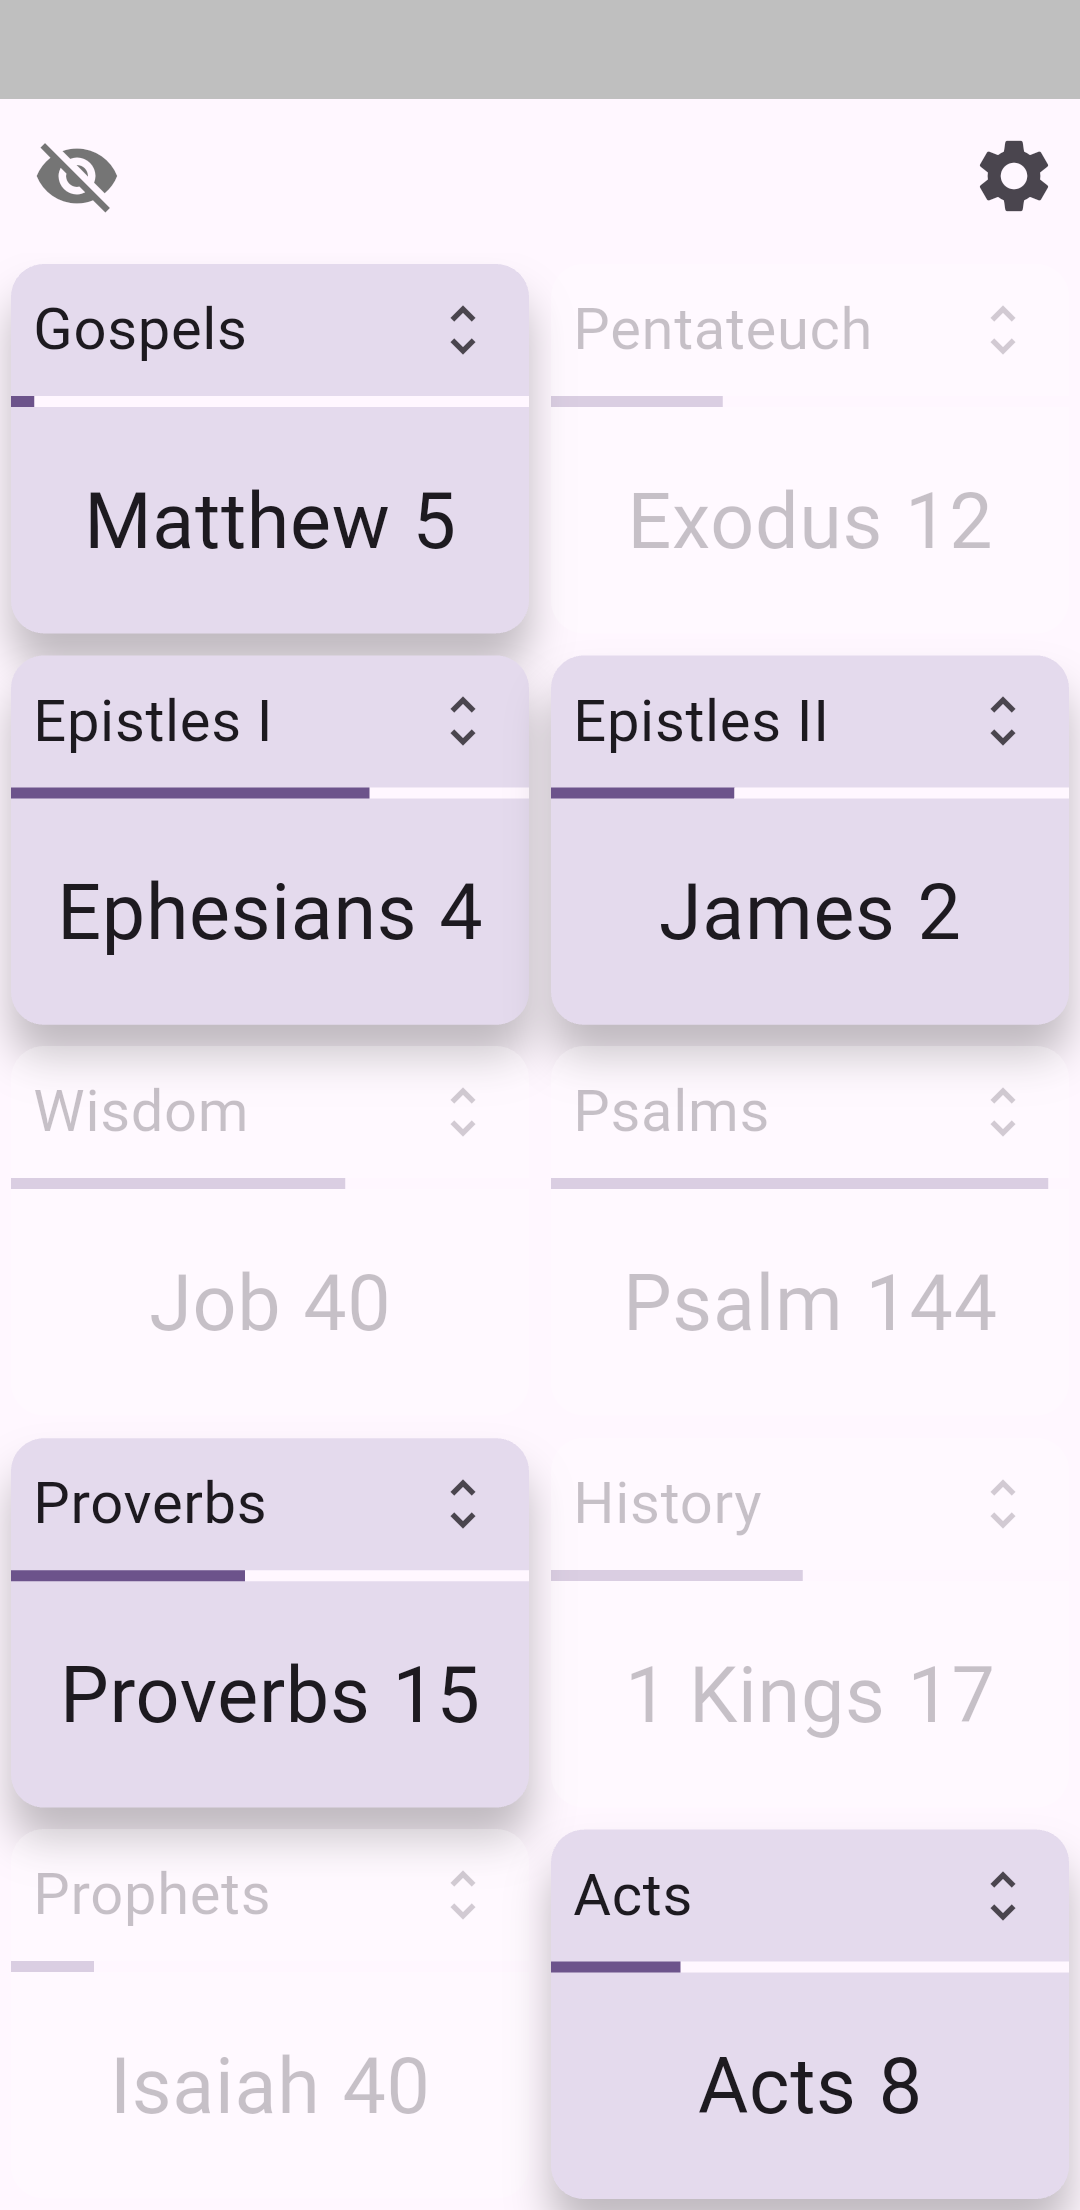 Gospels
Matthew 5
Pentateuch
Exodus 12
Epistles I
Ephesians 4
Epistles II
James 2
Wisdom
Job 40
Psalms
Psalm 144
Proverbs
Proverbs 15
History
1 Kings 17
Prophets
Isaiah 40
Acts
Acts 8